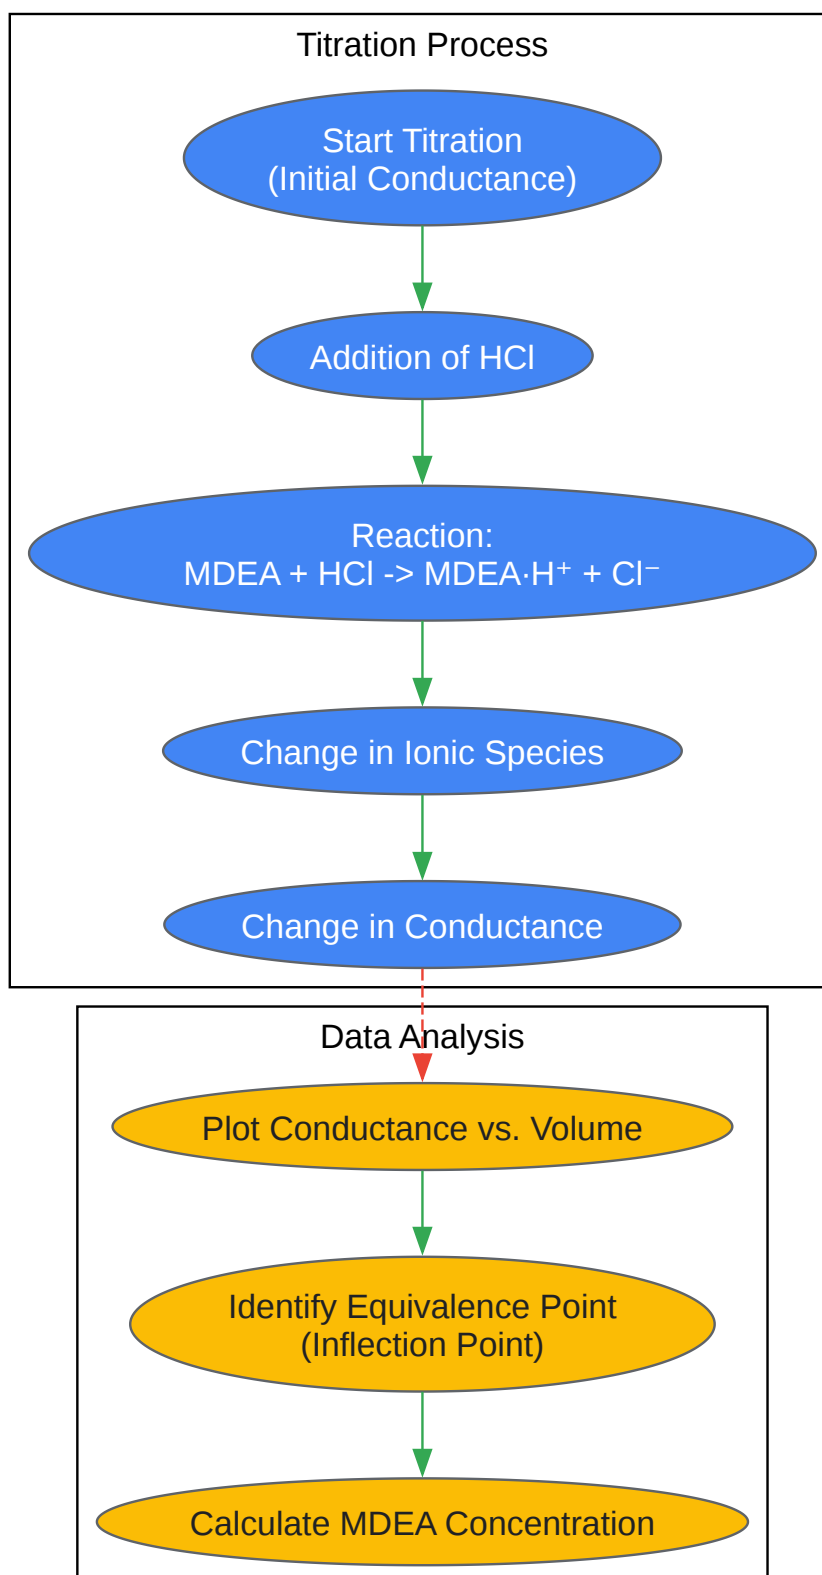 Titration Process
Start Titration
(Initial Conductance)
Addition of HCl
Reaction:
MDEA + HCl -> MDEA·H⁺ + Cl⁻
Change in Ionic Species
Change in Conductance
Data Analysis
Plot Conductance vs. Volume
Identify Equivalence Point
(Inflection Point)
Calculate MDEA Concentration